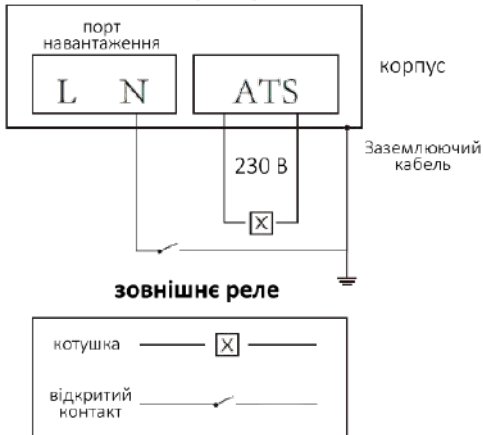 порт
навантаження
L N
ATS
корпус
230 В
Заземлюючий
кабель
X
зовнішнє реле
котушка
X
відкритий
контакт